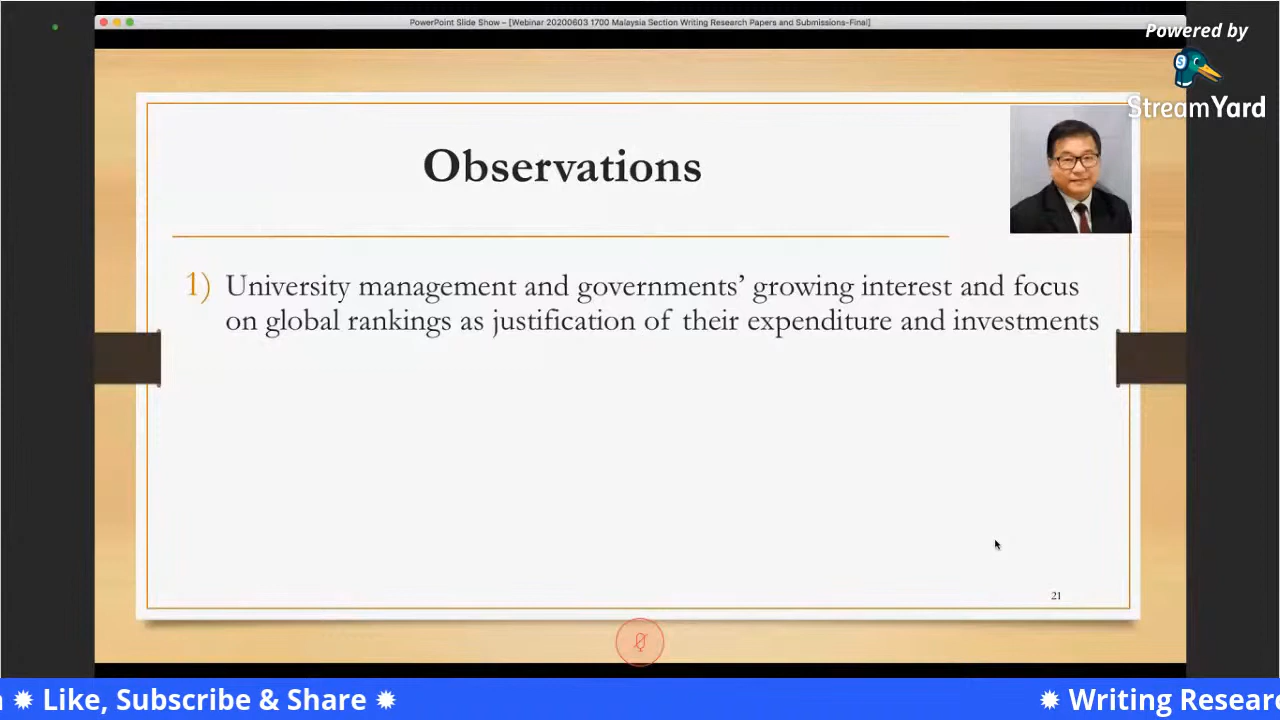 PowerPoint Slide Show – [Webinar 20200603 1700 Malaysia Section Writing Research Papers and Submissions-Final]
Powered by
StreamYard
Observations
1) University management and governments’ growing interest and focus
on global rankings as justification of their expenditure and investments
21
✹ Like, Subscribe & Share ✹ ✹ Writing Resear